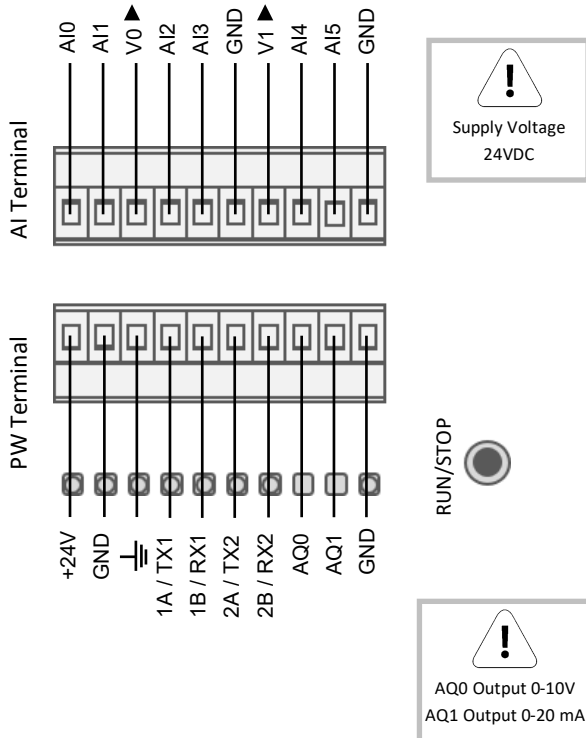 AI0
AI1
V0 ▲
AI2
AI3
GND
V1 ▲
AI4
AI5
GND
AI Terminal
!
Supply Voltage
24VDC
PW Terminal
RUN/STOP
+24V
GND
1A / TX1
1B / RX1
2A / TX2
2B / RX2
AQ0
AQ1
GND
!
AQ0 Output 0-10V
AQ1 Output 0-20 mA